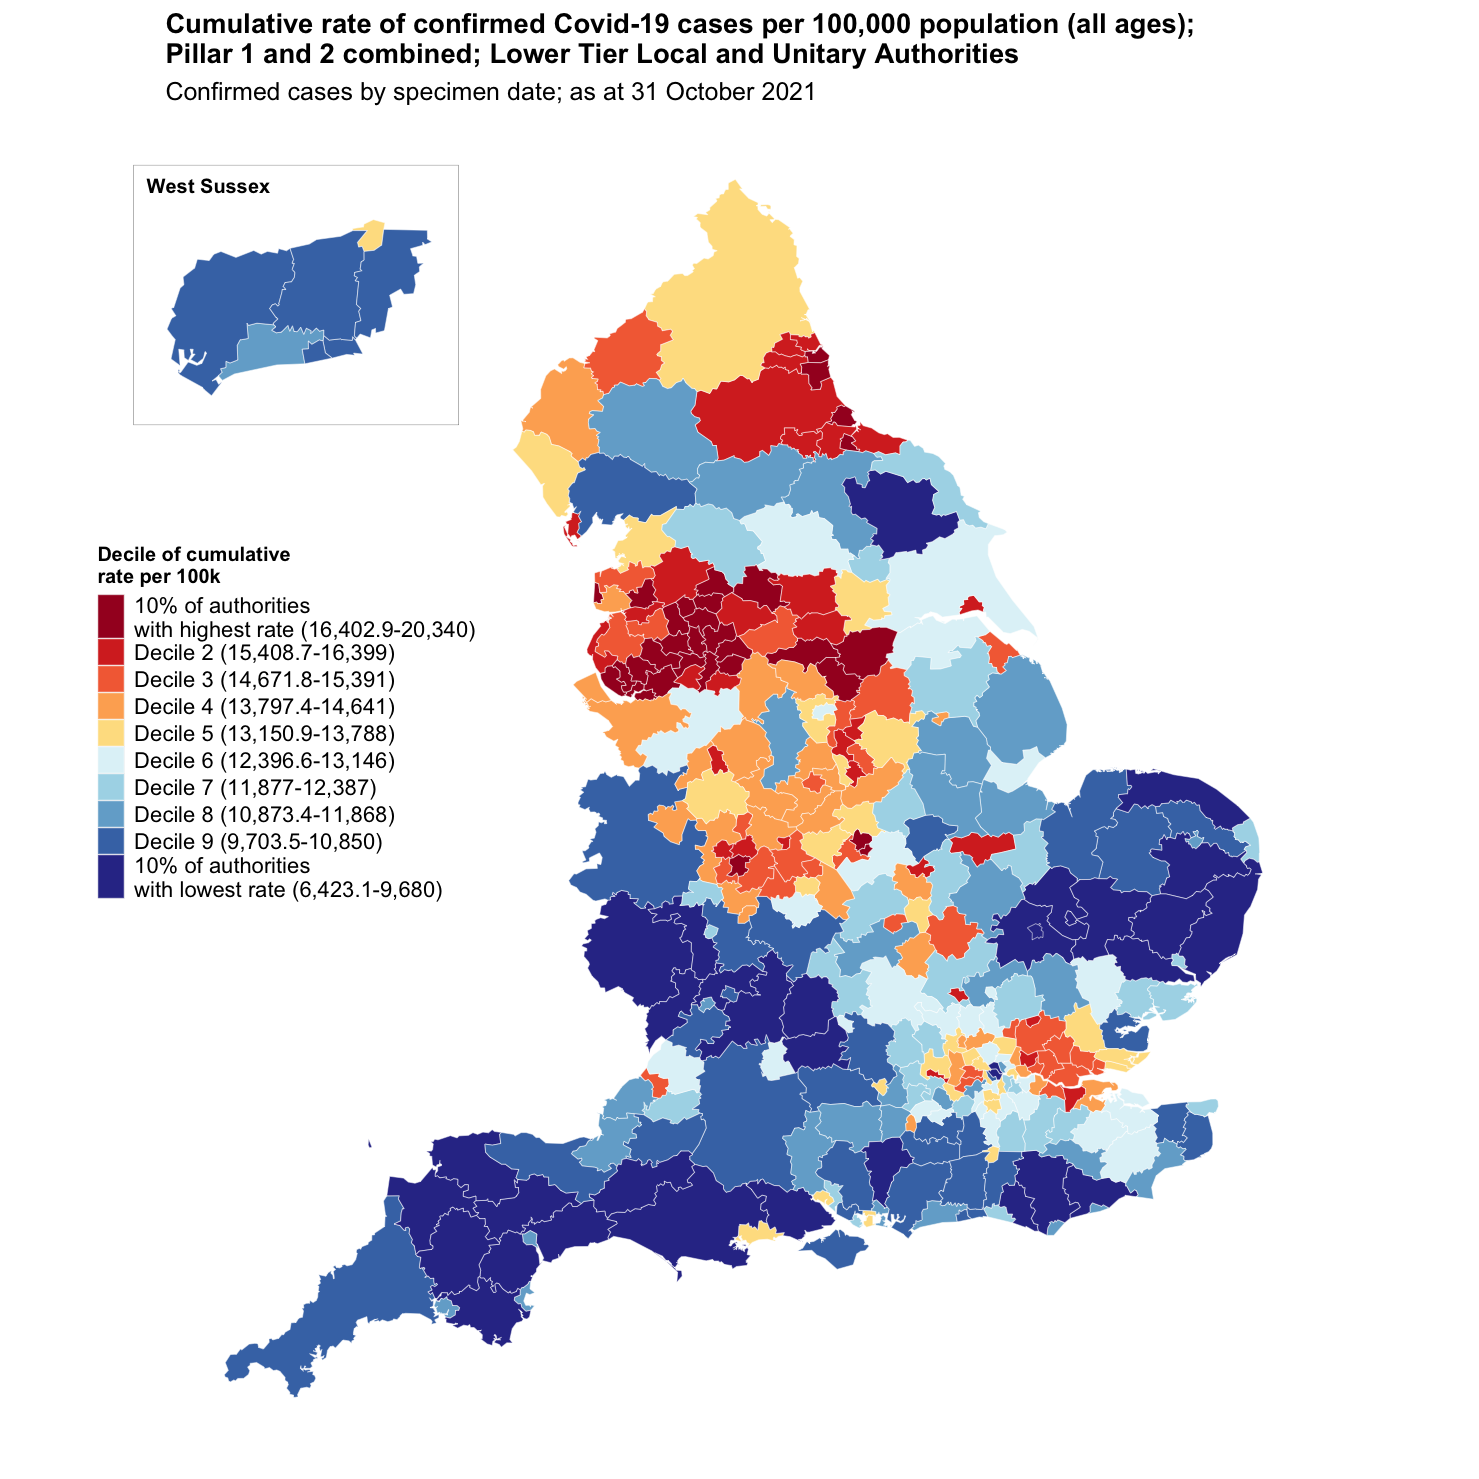 Cumulative rate of confirmed Covid-19 cases per 100,000 population (all ages);
Pillar 1 and 2 combined; Lower Tier Local and Unitary Authorities
Confirmed cases by specimen date; as at 31 October 2021
West Sussex
Decile of cumulative
rate per 100k
10% of authorities
with highest rate (16,402.9-20,340)
Decile 2 (15,408.7-16,399)
Decile 3 (14,671.8-15,391)
Decile 4 (13,797.4-14,641)
Decile 5 (13,150.9-13,788)
Decile 6 (12,396.6-13,146)
Decile 7 (11,877-12,387)
Decile 8 (10,873.4-11,868)
Decile 9 (9,703.5-10,850)
10% of authorities
with lowest rate (6,423.1-9,680)